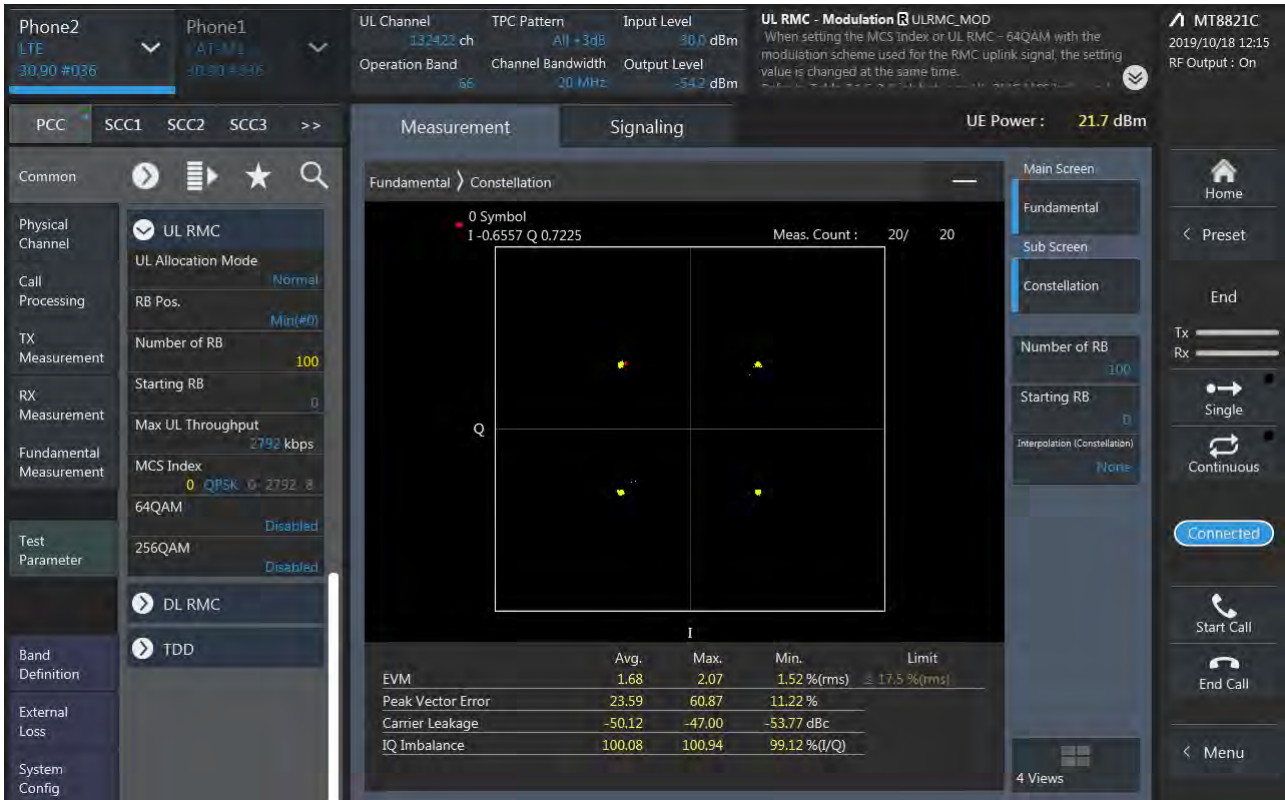 Phone2
LTE
30.90 #036
Phone1
CAT-M1
30.90 #036
UL Channel
132422 ch
Operation Band
66
TPC Pattern
All +3dB
Channel Bandwidth
20 MHz
Input Level
30.0 dBm
Output Level
-54.2 dBm
UL RMC - Modulation R ULRMC_MOD
When setting the MCS Index or UL RMC - 64QAM with the
modulation scheme used for the RMC uplink signal, the setting
value is changed at the same time.
MT8821C
2019/10/18 12:15
RF Output : On
PCC SCC1 SCC2 SCC3 >>
Measurement
Signaling
UE Power : 21.7 dBm
Common
Physical
Channel
Call
Processing
TX
Measurement
RX
Measurement
Fundamental
Measurement
Test
Parameter
Band
Definition
External
Loss
System
Config
UL RMC
UL Allocation Mode
Normal
RB Pos.
Min(#0)
Number of RB
100
Starting RB
0
Max UL Throughput
2792 kbps
MCS Index
0 QPSK 0 2792 8
64QAM
Disabled
256QAM
Disabled
DL RMC
TDD
Fundamental 〉 Constellation
0 Symbol
I -0.6557 Q 0.7225
Meas. Count : 20/ 20
Q
I
Avg. Max. Min. Limit
EVM 1.68 2.07 1.52 %(rms) ≤ 17.5 %(rms)
Peak Vector Error 23.59 60.87 11.22 %
Carrier Leakage -50.12 -47.00 -53.77 dBc
IQ Imbalance 100.08 100.94 99.12 %(I/Q)
Main Screen
Fundamental
Sub Screen
Constellation
Number of RB
100
Starting RB
0
Interpolation (Constellation)
None
4 Views
Home
< Preset
End
Tx
Rx
Single
Continuous
Connected
Start Call
End Call
< Menu